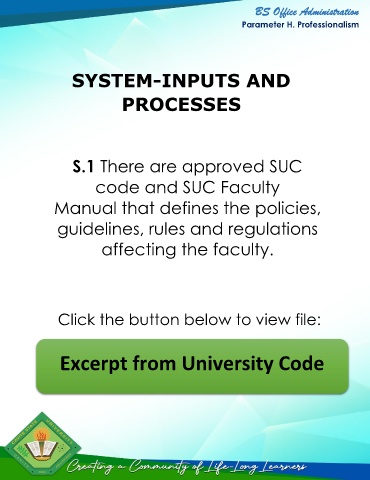 BS Office Administration
Parameter H. Professionalism
SYSTEM-INPUTS AND
PROCESSES
S.1 There are approved SUC
code and SUC Faculty
Manual that defines the policies,
guidelines, rules and regulations
affecting the faculty.
Click the button below to view file:
Excerpt from University Code
Creating a Community of Life-Long Learners